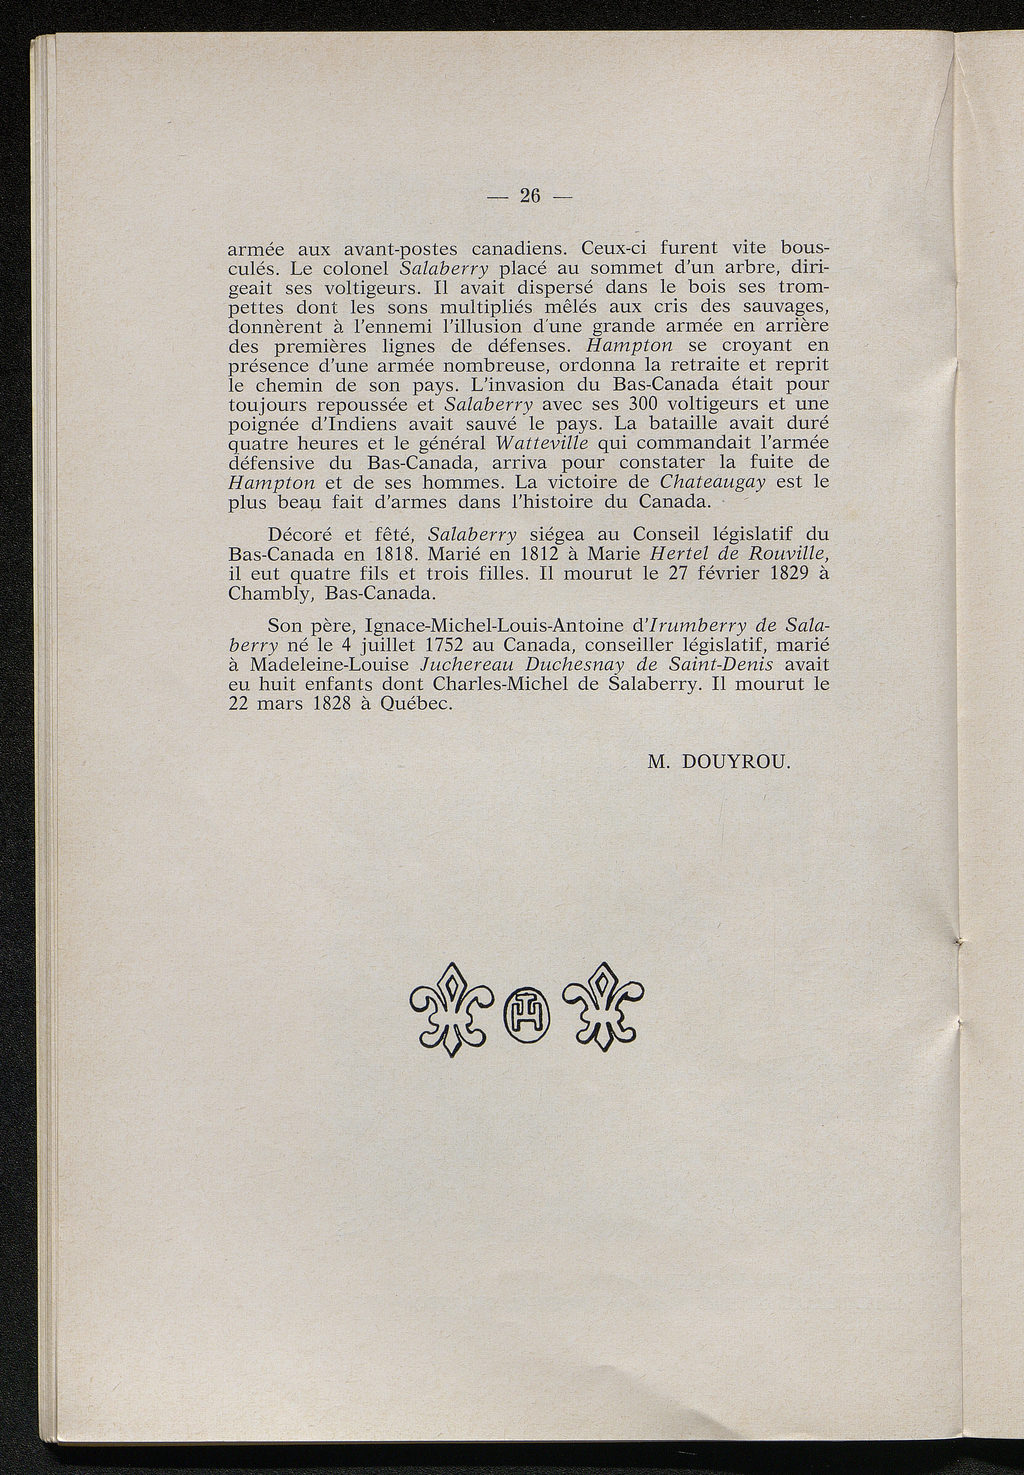 — 26 —
armée aux avant-postes canadiens. Ceux-ci furent vite bous-
culés. Le colonel Salaberry placé au sommet d'un arbre, diri-
geait ses voltigeurs. Il avait dispersé dans le bois ses trom-
pettes dont les sons multipliés mêlés aux cris des sauvages,
donnèrent à l'ennemi l'illusion d'une grande armée en arrière
des premières lignes de défenses. Hampton se croyant en
présence d'une armée nombreuse, ordonna la retraite et reprit
le chemin de son pays. L'invasion du Bas-Canada était pour
toujours repoussée et Salaberry avec ses 300 voltigeurs et une
poignée d'Indiens avait sauvé le pays. La bataille avait duré
quatre heures et le général Watteville qui commandait l'armée
défensive du Bas-Canada, arriva pour constater la fuite de
Hampton et de ses hommes. La victoire de Chateaugay est le
plus beau fait d'armes dans l'histoire du Canada.
Décoré et fêté, Salaberry siégea au Conseil législatif du
Bas-Canada en 1818. Marié en 1812 à Marie Hertel de Rouville,
il eut quatre fils et trois filles. Il mourut le 27 février 1829 à
Chambly, Bas-Canada.
Son père, Ignace-Michel-Louis-Antoine d'Irumberry de Sala-
berry né le 4 juillet 1752 au Canada, conseiller législatif, marié
à Madeleine-Louise Juchereau Duchesnay de Saint-Denis avait
eu huit enfants dont Charles-Michel de Salaberry. Il mourut le
22 mars 1828 à Québec.
M. DOUYROU.